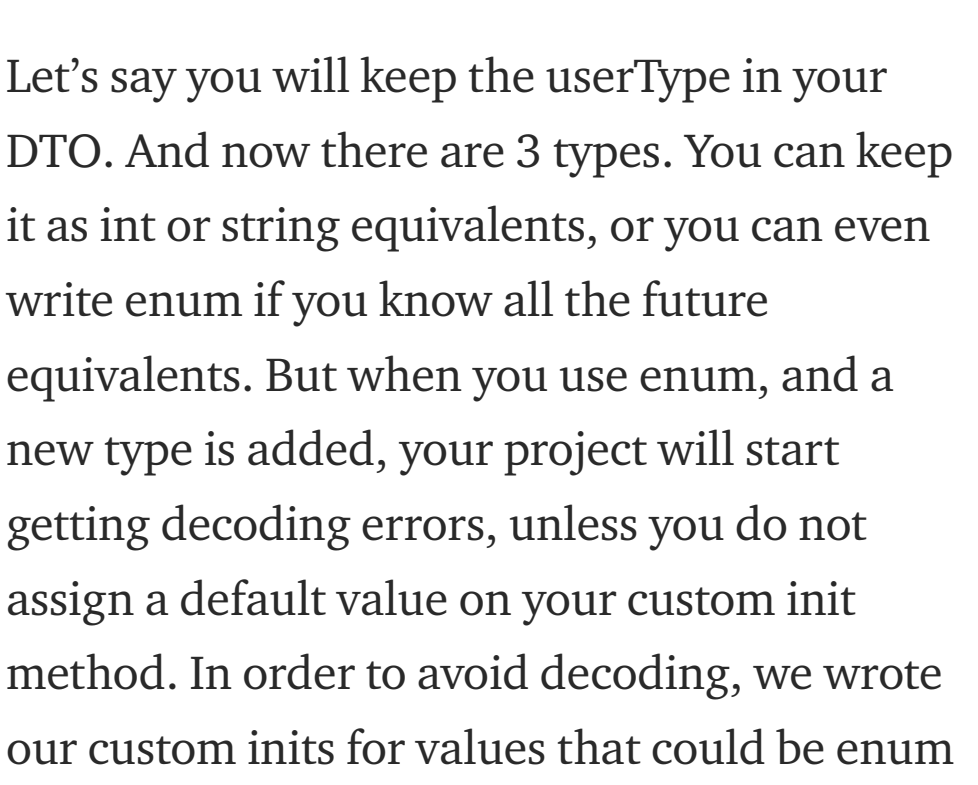 Let’s say you will keep the userType in your
DTO. And now there are 3 types. You can keep
it as int or string equivalents, or you can even
write enum if you know all the future
equivalents. But when you use enum, and a
new type is added, your project will start
getting decoding errors, unless you do not
assign a default value on your custom init
method. In order to avoid decoding, we wrote
our custom inits for values that could be enum